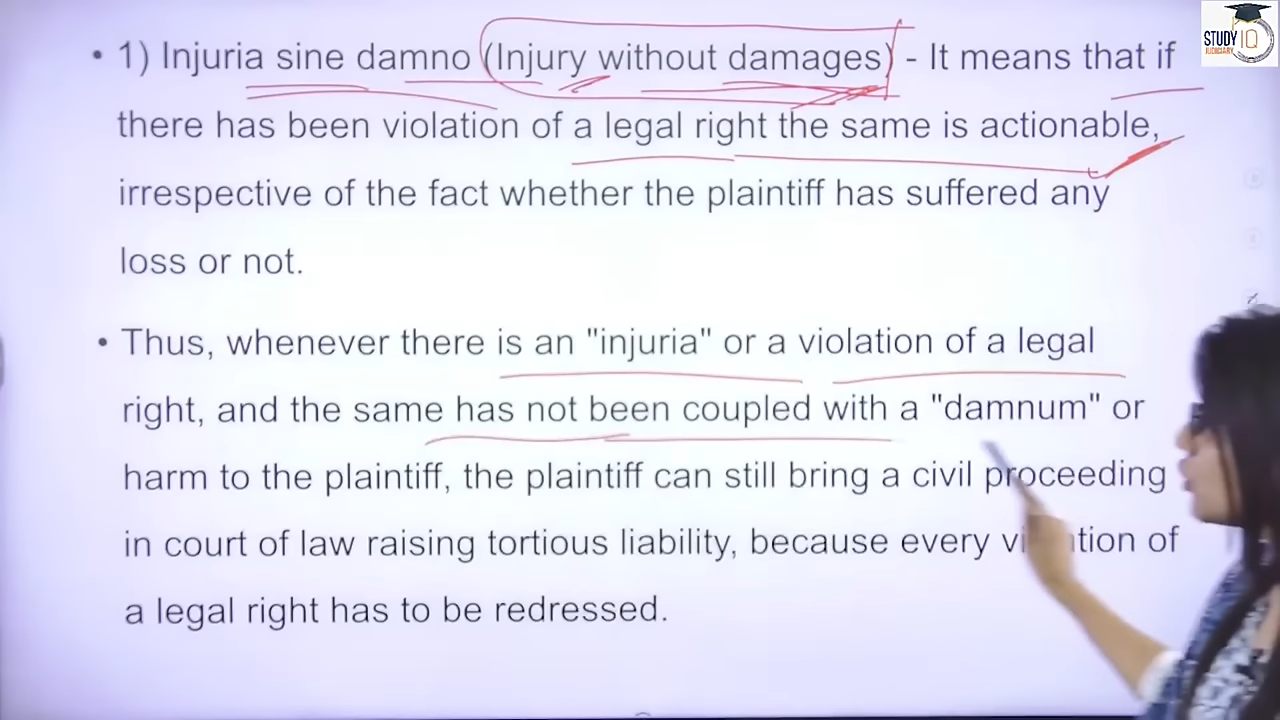 • 1) Injuria sine damno (Injury without damages) - It means that if
there has been violation of a legal right the same is actionable,
irrespective of the fact whether the plaintiff has suffered any
loss or not.
• Thus, whenever there is an "injuria" or a violation of a legal
right, and the same has not been coupled with a "damnum" or
harm to the plaintiff, the plaintiff can still bring a civil proceeding
in court of law raising tortious liability, because every of
a legal right has to be redressed.
STUDY IQ
JUDICIARY